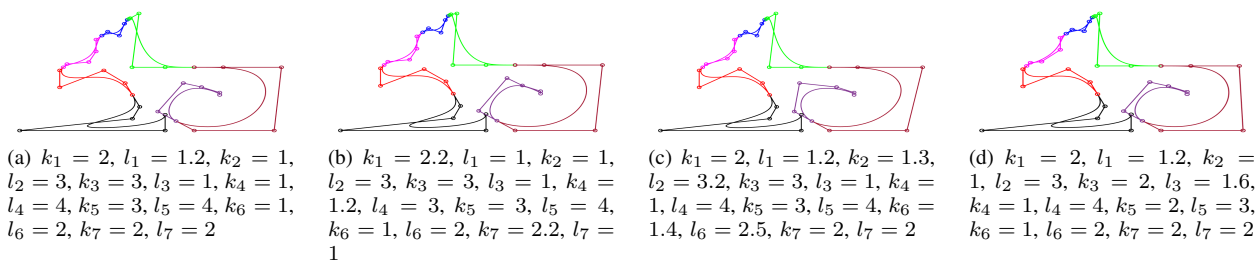 (a) k₁ = 2, l₁ = 1.2, k₂ = 1,
l₂ = 3, k₃ = 3, l₃ = 1, k₄ = 1,
l₄ = 4, k₅ = 3, l₅ = 4, k₆ = 1,
l₆ = 2, k₇ = 2, l₇ = 2
(b) k₁ = 2.2, l₁ = 1, k₂ = 1,
l₂ = 3, k₃ = 3, l₃ = 1, k₄ =
1.2, l₄ = 3, k₅ = 3, l₅ = 4,
k₆ = 1, l₆ = 2, k₇ = 2.2, l₇ =
1
(c) k₁ = 2, l₁ = 1.2, k₂ = 1.3,
l₂ = 3.2, k₃ = 3, l₃ = 1, k₄ =
1, l₄ = 4, k₅ = 3, l₅ = 4, k₆ =
1.4, l₆ = 2.5, k₇ = 2, l₇ = 2
(d) k₁ = 2, l₁ = 1.2, k₂ =
1, l₂ = 3, k₃ = 2, l₃ = 1.6,
k₄ = 1, l₄ = 4, k₅ = 2, l₅ = 3,
k₆ = 1, l₆ = 2, k₇ = 2, l₇ = 2